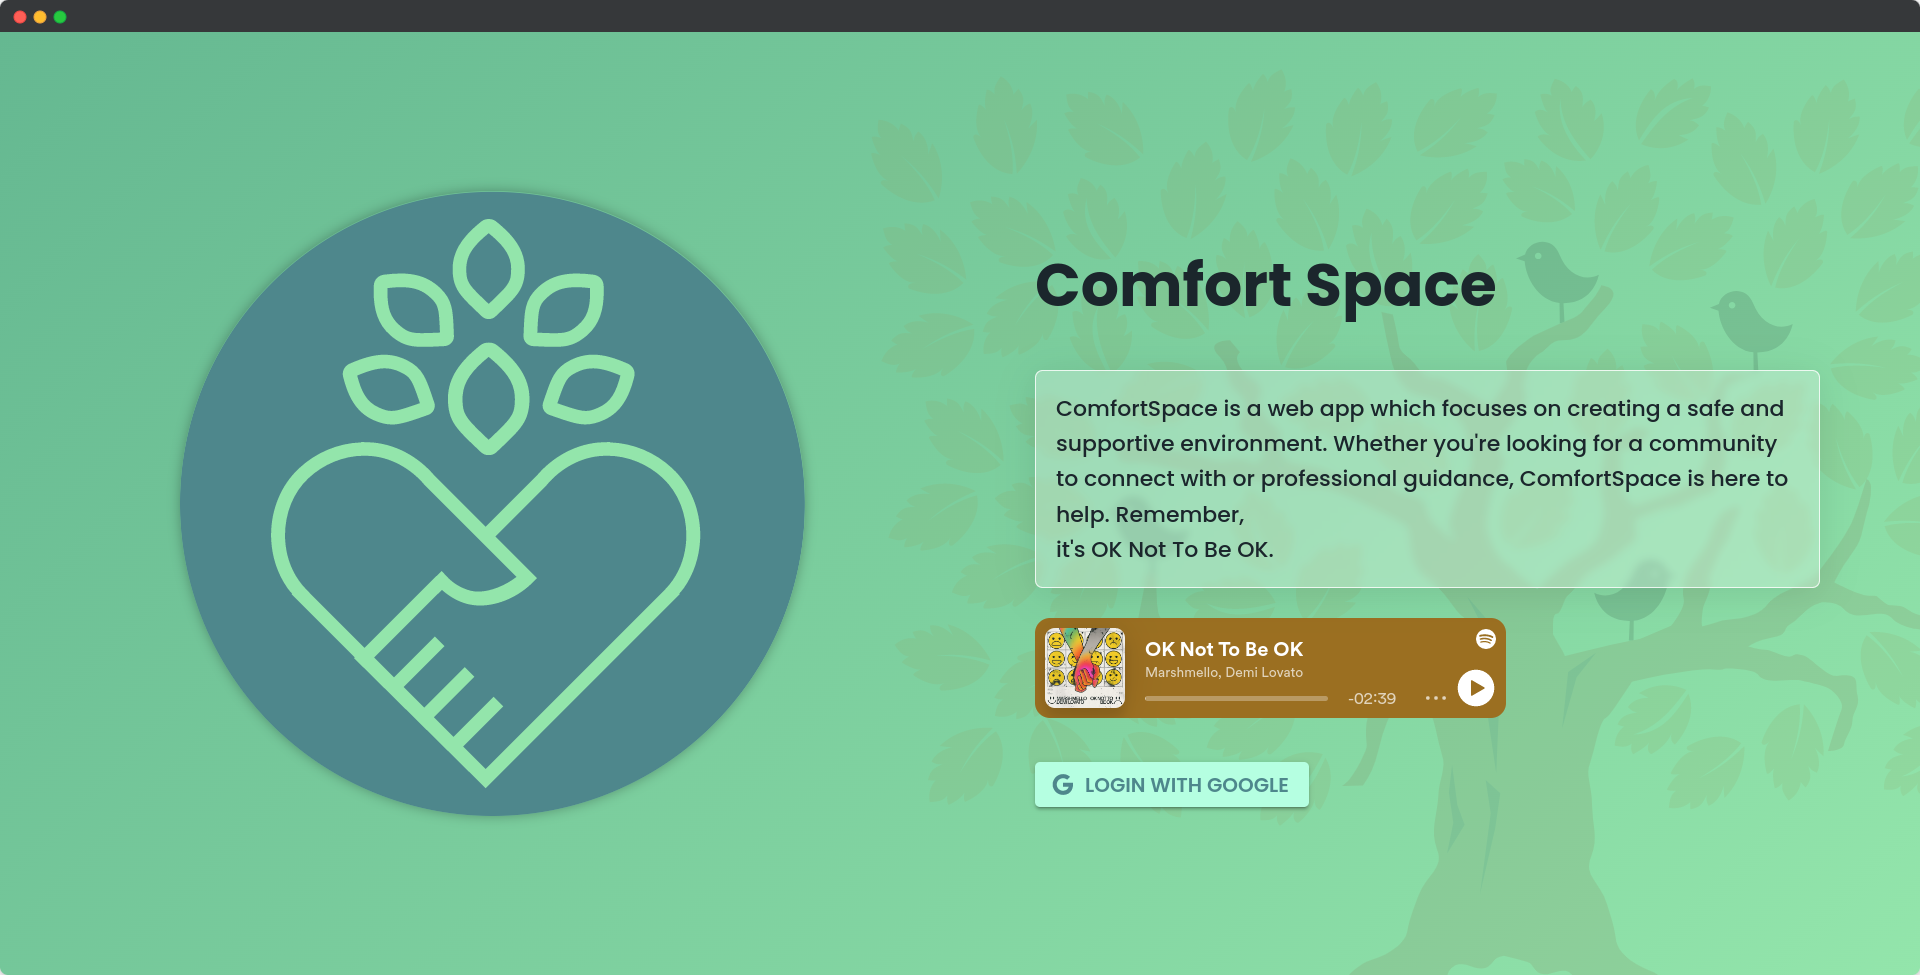 Comfort Space
ComfortSpace is a web app which focuses on creating a safe and
supportive environment. Whether you're looking for a community
to connect with or professional guidance, ComfortSpace is here to
help. Remember,
it's OK Not To Be OK.
OK Not To Be OK
Marshmello, Demi Lovato
-02:39
LOGIN WITH GOOGLE